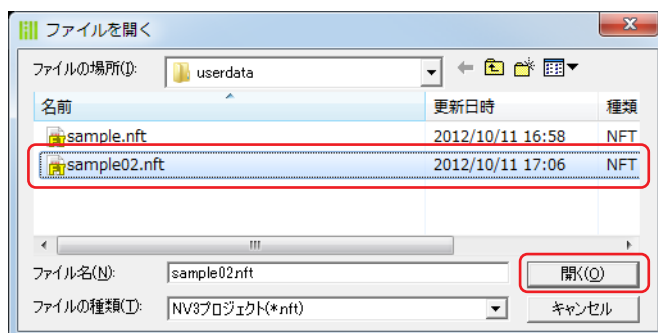 ファイルを開く
ファイルの場所(I): userdata
名前 更新日時 種類
sample.nft 2012/10/11 16:58 NFT
sample02.nft 2012/10/11 17:06 NFT
ファイル名(N): sample02.nft 開く(O)
ファイルの種類(T): NV3プロジェクト(*.nft) キャンセル